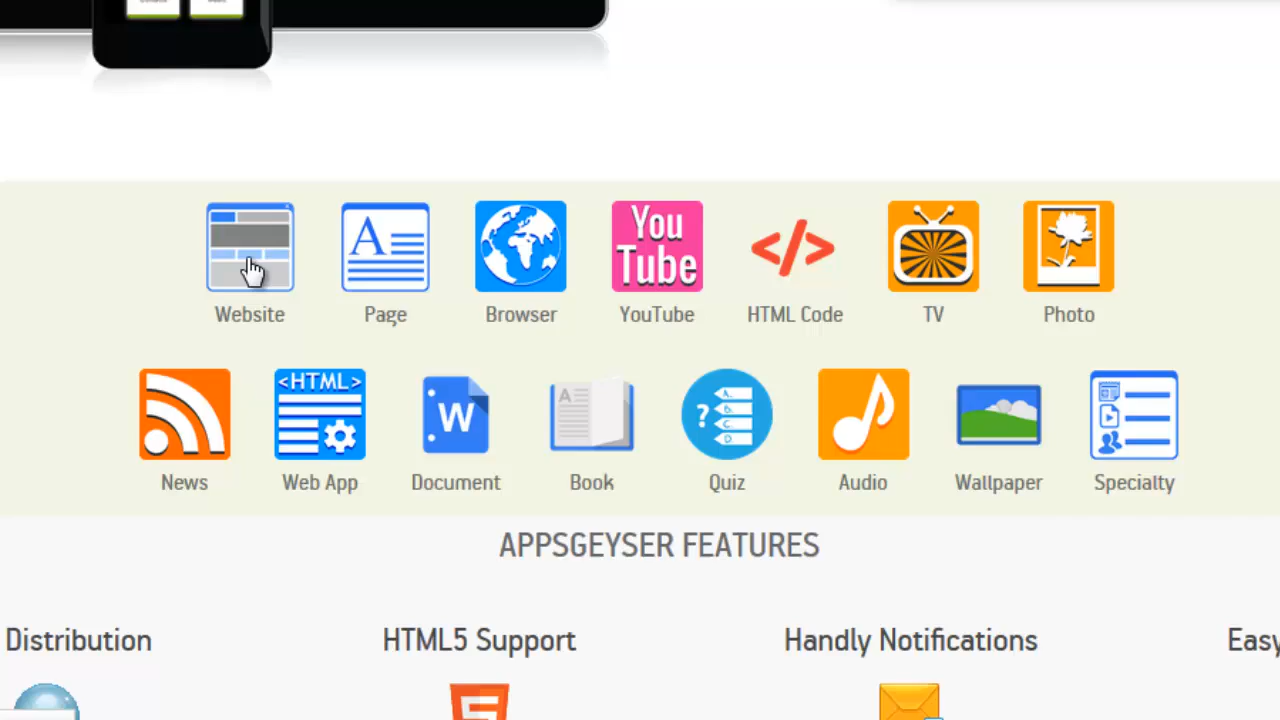 You
Tube
</>
Website Page Browser YouTube HTML Code TV Photo
<HTML>
A
W
A
?
A.
B.
C.
D.
News Web App Document Book Quiz Audio Wallpaper Specialty
APPSGEYSER FEATURES
Distribution HTML5 Support Handly Notifications Easy